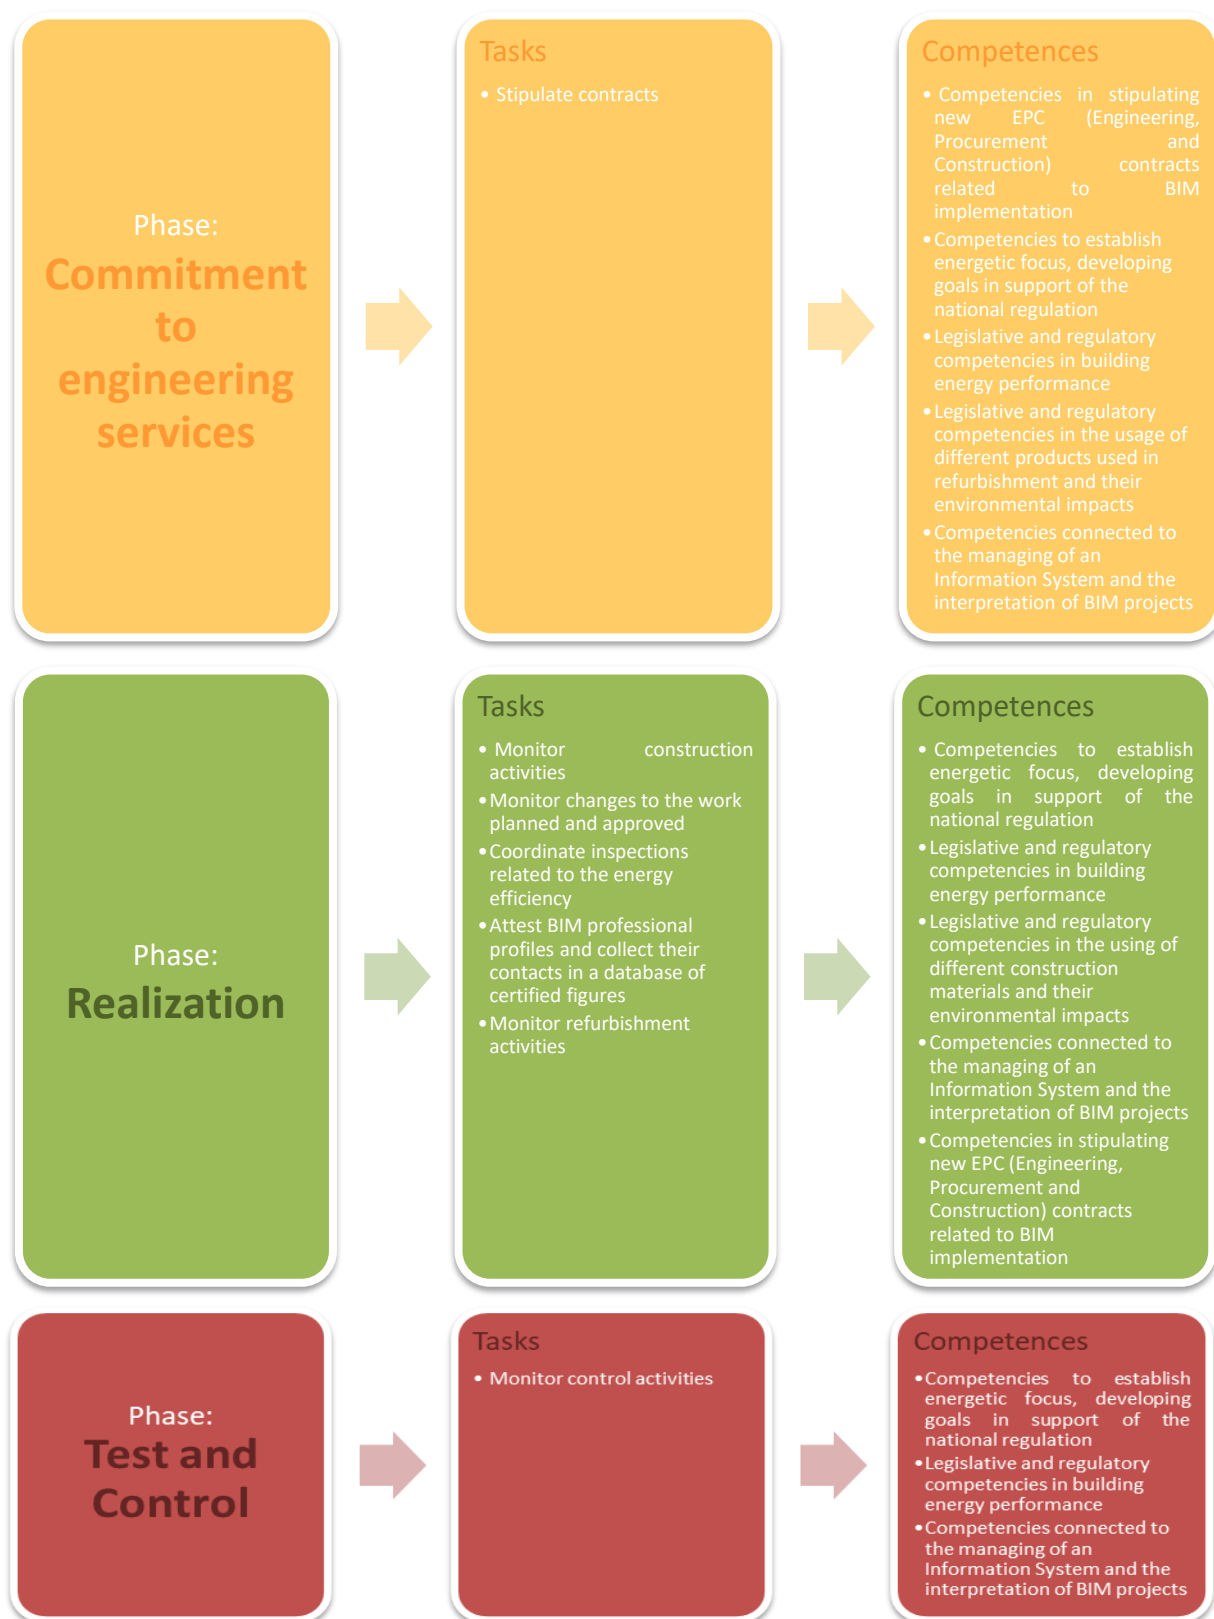 Phase:
Commitment
to
engineering
services
Tasks
• Stipulate contracts
Competences
• Competencies in stipulating
new EPC (Engineering,
Procurement and
Construction) contracts
related to BIM
implementation
•Competencies to establish
energetic focus, developing
goals in support of the
national regulation
•Legislative and regulatory
competencies in building
energy performance
•Legislative and regulatory
competencies in the usage of
different products used in
refurbishment and their
environmental impacts
•Competencies connected to
the managing of an
Information System and the
interpretation of BIM projects
Phase:
Realization
Tasks
• Monitor construction
activities
•Monitor changes to the work
planned and approved
•Coordinate inspections
related to the energy
efficiency
•Attest BIM professional
profiles and collect their
contacts in a database of
certified figures
•Monitor refurbishment
activities
Competences
• Competencies to establish
energetic focus, developing
goals in support of the
national regulation
•Legislative and regulatory
competencies in building
energy performance
•Legislative and regulatory
competencies in the using of
different construction
materials and their
environmental impacts
•Competencies connected to
the managing of an
Information System and the
interpretation of BIM projects
•Competencies in stipulating
new EPC (Engineering,
Procurement and
Construction) contracts
related to BIM
implementation
Phase:
Test and
Control
Tasks
• Monitor control activities
Competences
•Competencies to establish
energetic focus, developing
goals in support of the
national regulation
•Legislative and regulatory
competencies in building
energy performance
•Competencies connected to
the managing of an
Information System and the
interpretation of BIM projects